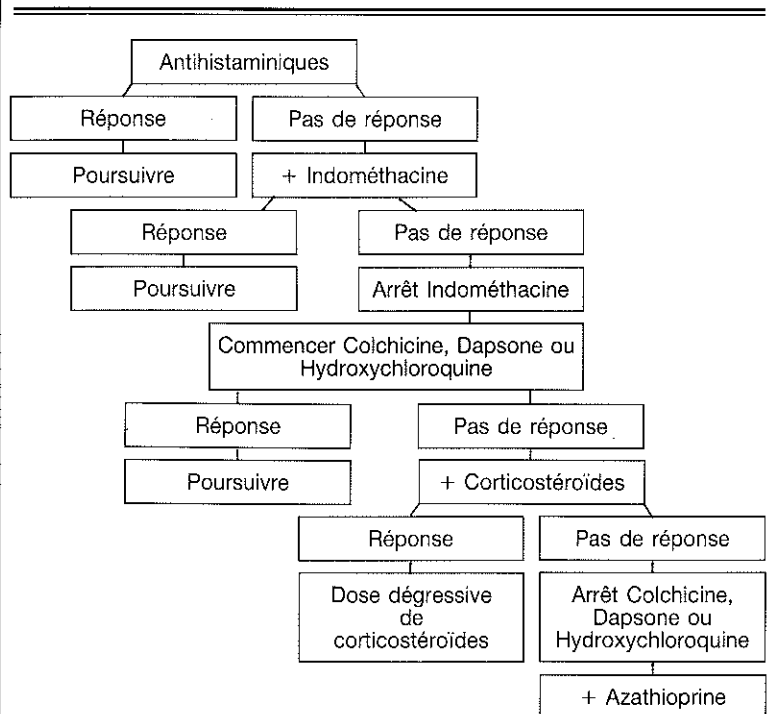 Antihistaminiques
Réponse
Pas de réponse
Poursuivre
+ Indométhacine
Réponse
Pas de réponse
Poursuivre
Arrêt Indométhacine
Commencer Colchicine, Dapsone ou
Hydroxychloroquine
Réponse
Pas de réponse
Poursuivre
+ Corticostéroïdes
Réponse
Pas de réponse
Dose dégressive
de
corticostéroïdes
Arrêt Colchicine,
Dapsone ou
Hydroxychloroquine
+ Azathioprine